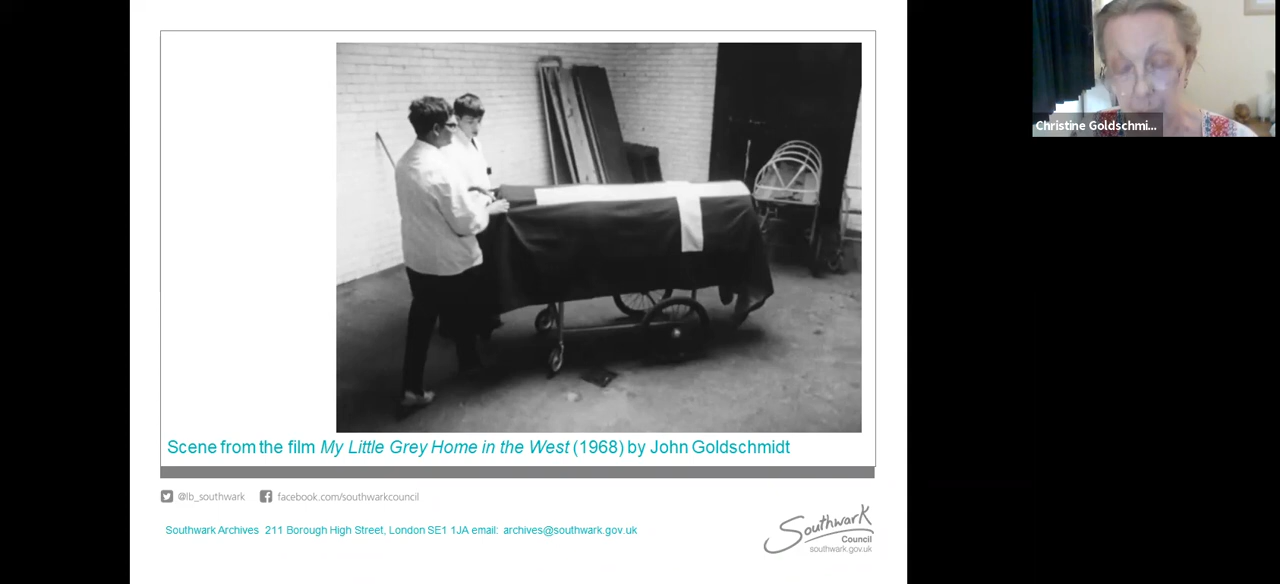 Christine Goldschmi...
Scene from the film My Little Grey Home in the West (1968) by John Goldschmidt
@lb_southwark facebook.com/southwarkcouncil
Southwark Archives 211 Borough High Street, London SE1 1JA email: archives@southwark.gov.uk
Southwark
Council
southwark.gov.uk